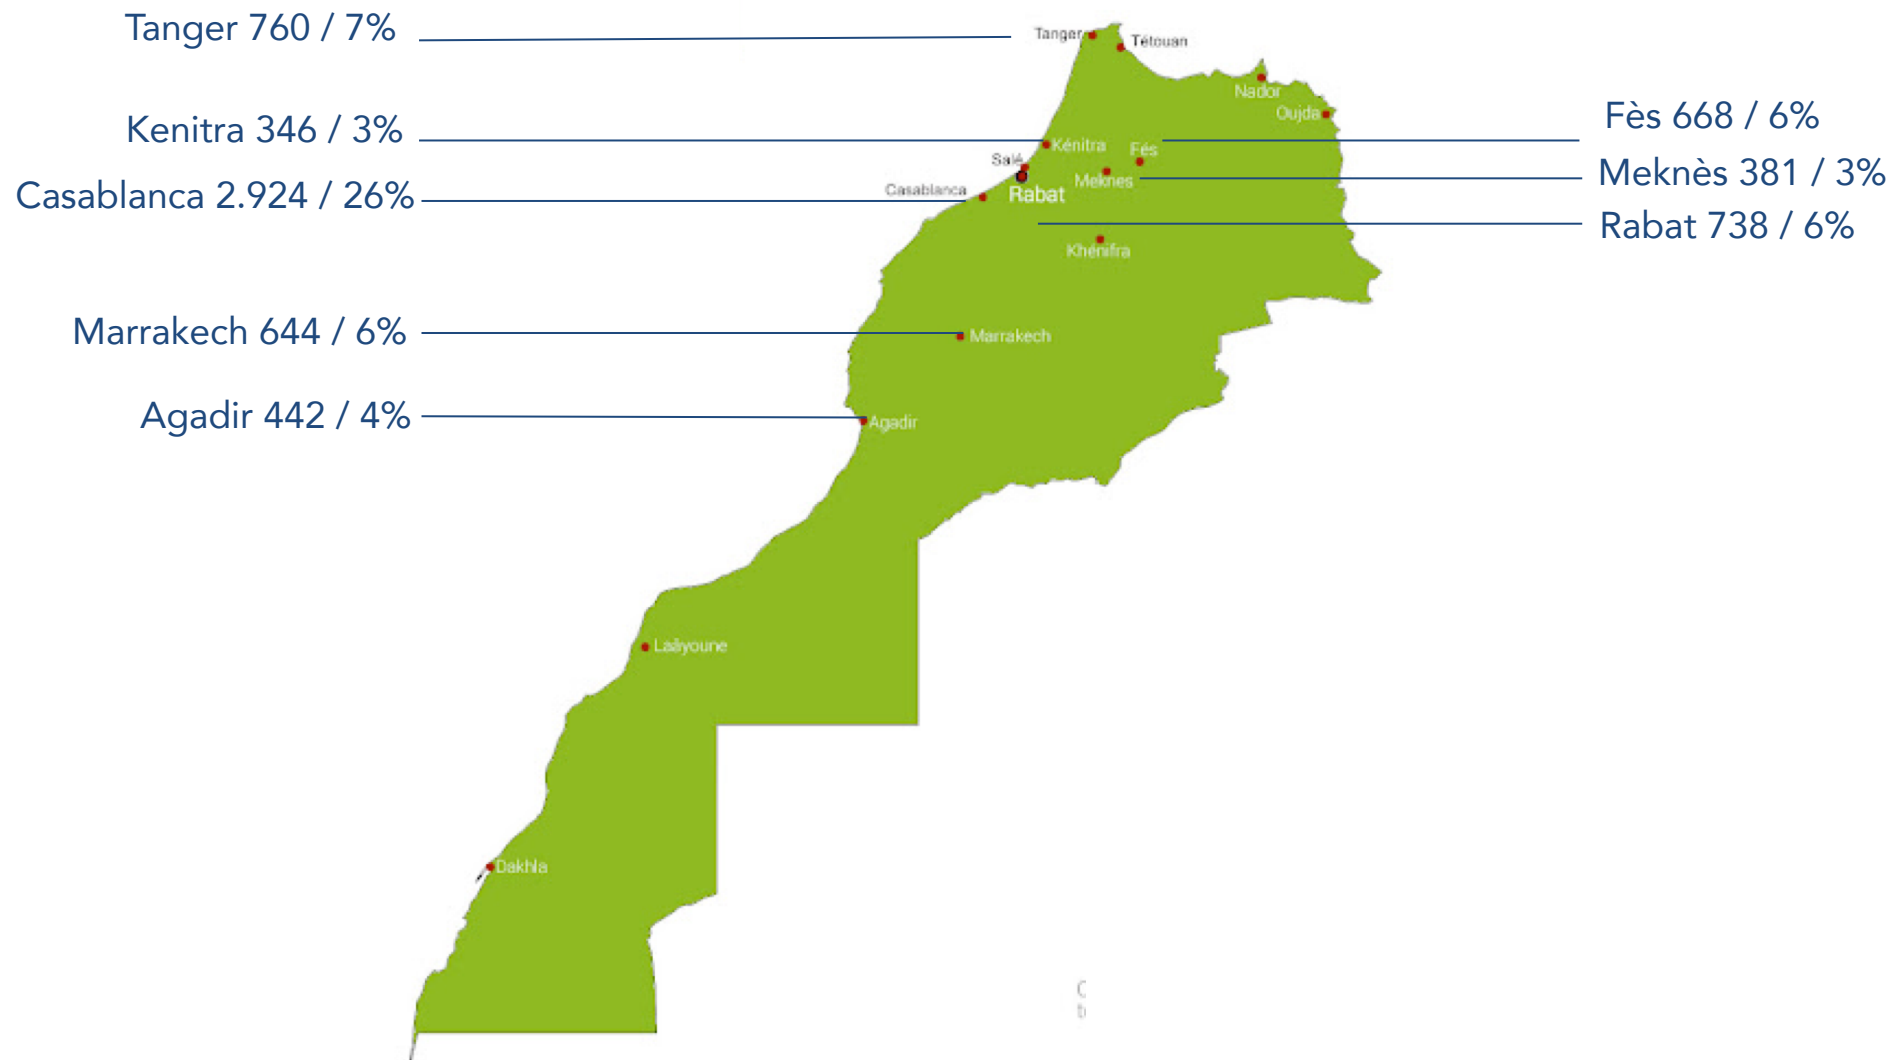 Tanger 760 / 7%
Kenitra 346 / 3%
Casablanca 2.924 / 26%
Marrakech 644 / 6%
Agadir 442 / 4%
Tanger
Tétouan
Nador
Oujda
Kénitra
Salé
Fés
Meknes
Casablanca
Rabat
Khénifra
Marrakech
Agadir
Laâyoune
Dakhla
Fès 668 / 6%
Meknès 381 / 3%
Rabat 738 / 6%